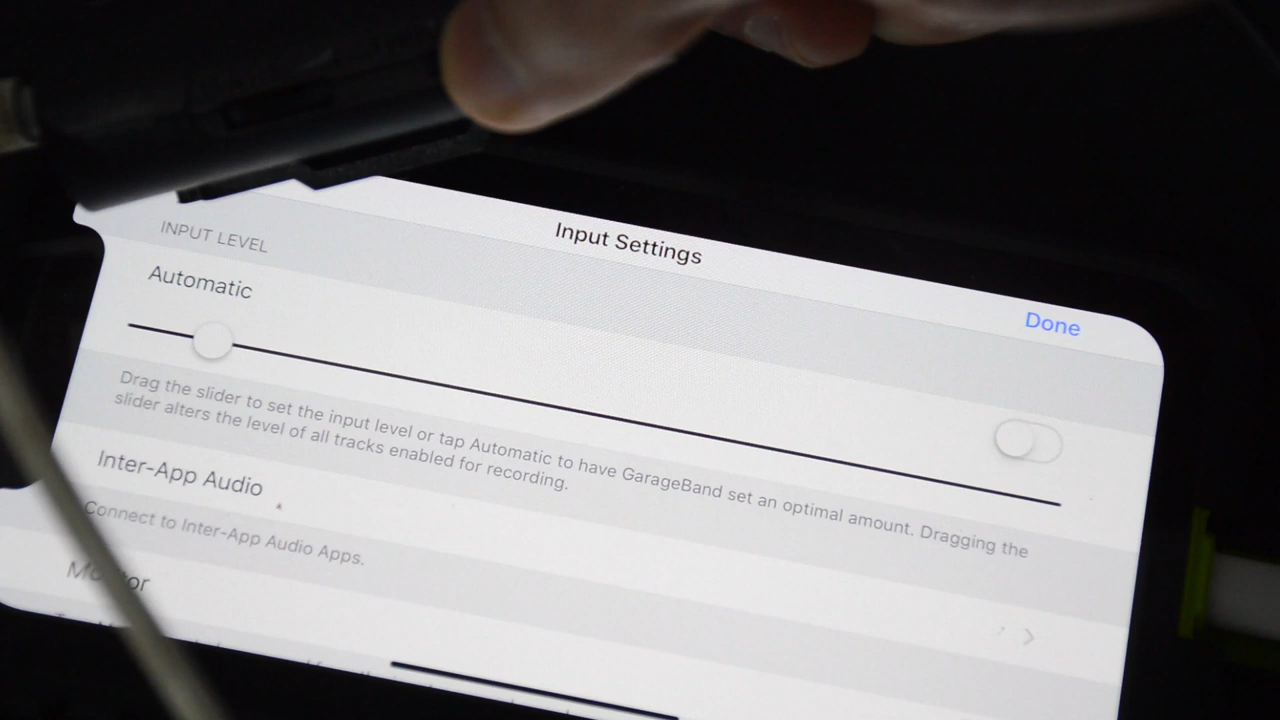 Input Settings
Done
INPUT LEVEL
Automatic
Drag the slider to set the input level or tap Automatic to have GarageBand set an optimal amount. Dragging the
slider alters the level of all tracks enabled for recording.
Inter-App Audio
Connect to Inter-App Audio Apps.
Monitor